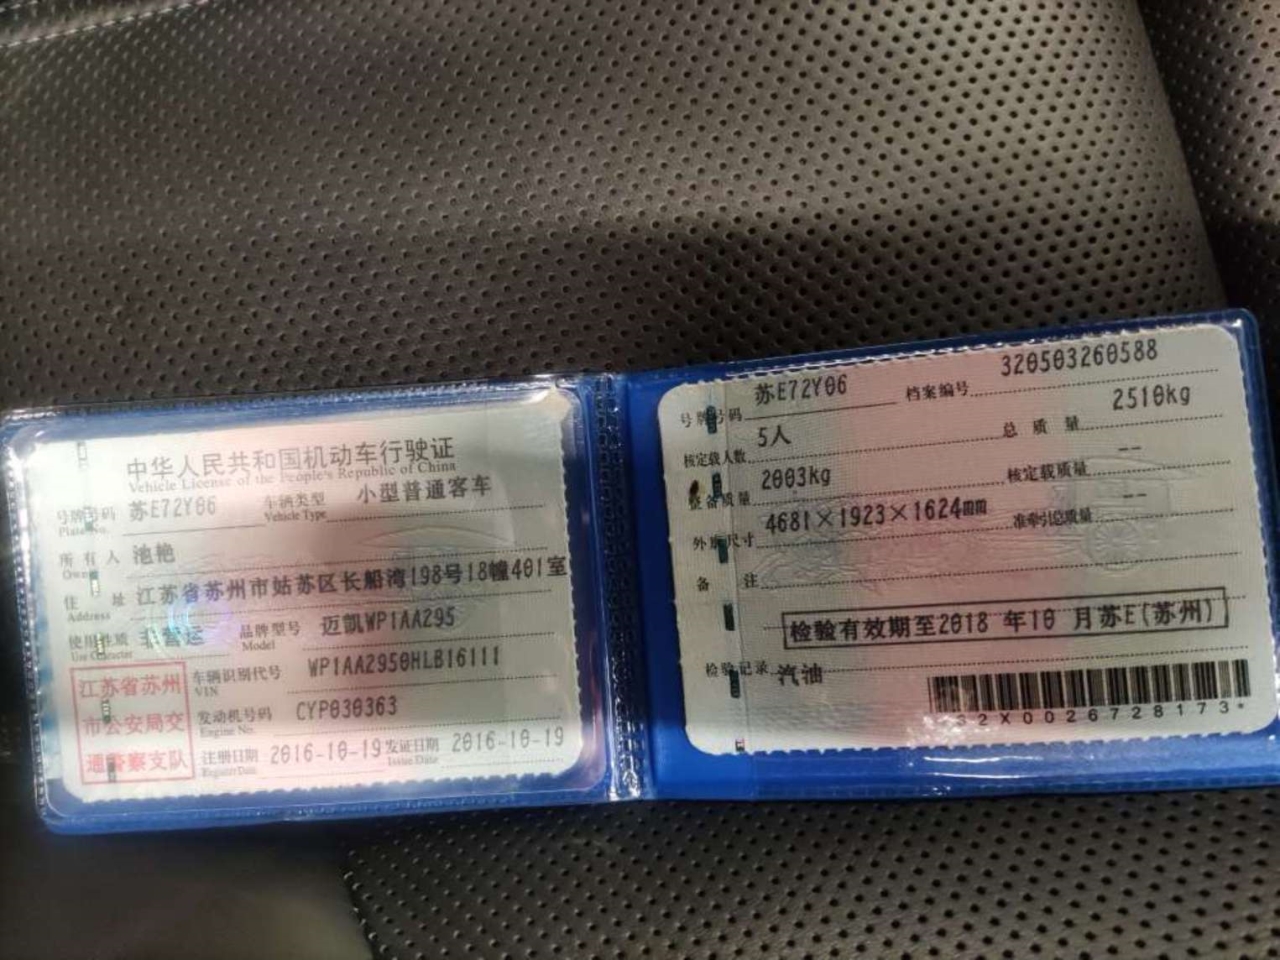 中华人民共和国机动车行驶证
Vehicle License of the People's Republic of China
号牌号码 苏E72Y06 车辆类型 小型普通客车
Plate No. Vehicle Type
所有人 池艳
Owner
住址 江苏省苏州市姑苏区长船湾198号18幢401室
Address
使用性质 非营运 品牌型号 迈凯WP1AA295
Use Character Model
江苏省苏州
市公安局交
通警察支队
车辆识别代号 WP1AA2950HLB16111
VIN
发动机号码 CYP030363
Engine No.
注册日期 2016-10-19 发证日期 2016-10-19
Register Date Issue Date
号牌号码 苏E72Y06 档案编号 320503260588
核定载人数 5人 总质量 2510kg
整备质量 2003kg 核定载质量 --
外廓尺寸 4681×1923×1624mm 准牵引总质量 --
备注
检验有效期至2018 年10 月苏E(苏州)
检验记录 汽油
*32X0026728173*